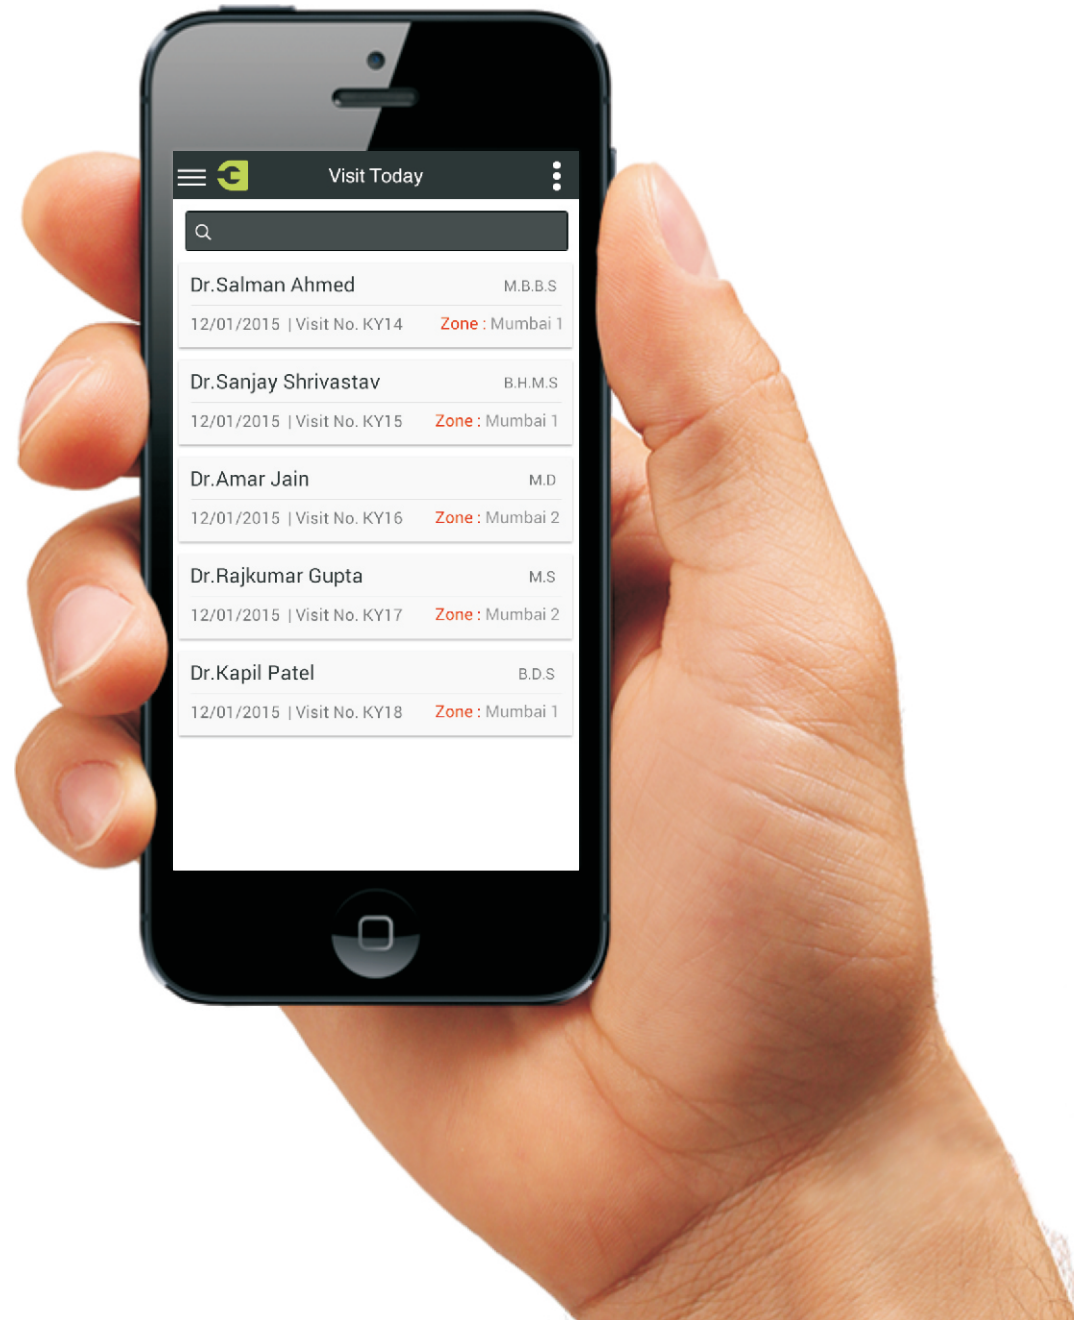 Visit Today
Dr.Salman Ahmed M.B.B.S
12/01/2015 | Visit No. KY14 Zone : Mumbai 1
Dr.Sanjay Shrivastav B.H.M.S
12/01/2015 | Visit No. KY15 Zone : Mumbai 1
Dr.Amar Jain M.D
12/01/2015 | Visit No. KY16 Zone : Mumbai 2
Dr.Rajkumar Gupta M.S
12/01/2015 | Visit No. KY17 Zone : Mumbai 2
Dr.Kapil Patel B.D.S
12/01/2015 | Visit No. KY18 Zone : Mumbai 1